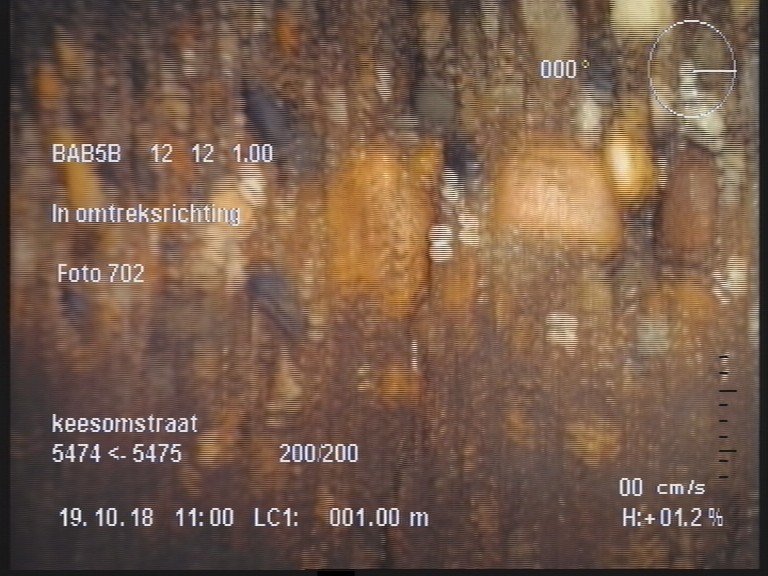 000°
BAB5B 12 12 1.00
In omtreksrichting
Foto 702
keesomstraat
5474 <- 5475 200/200
00 cm/s
19.10.18 11:00 LC1: 001.00 m H:+01.2 %